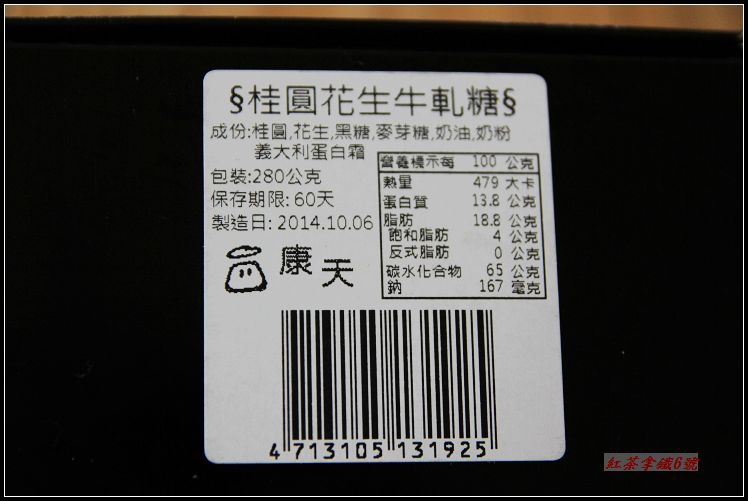 §桂圓花生牛軋糖§
成份:桂圓,花生,黑糖,麥芽糖,奶油,奶粉
義大利蛋白霜
包裝:280公克
保存期限: 60天
製造日: 2014.10.06
康天
營養標示每 100 公克
熱量 479 大卡
蛋白質 13.8 公克
脂肪 18.8 公克
飽和脂肪 4 公克
反式脂肪 0 公克
碳水化合物 65 公克
鈉 167 毫克
4 713105 131925
紅茶拿鐵6號